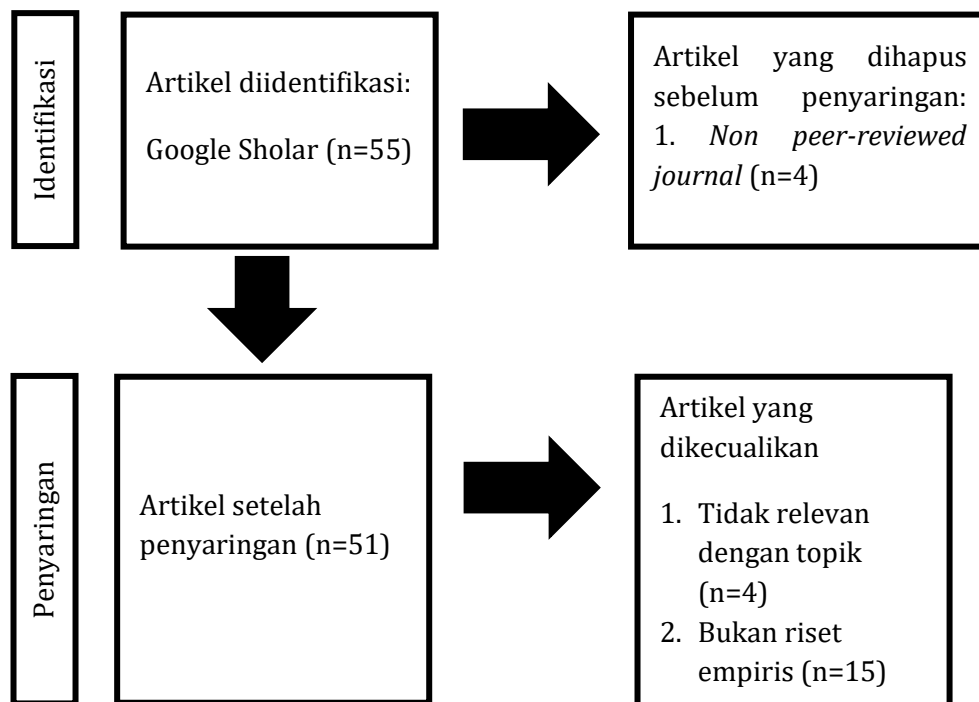 Identifikasi
Artikel diidentifikasi:
Google Sholar (n=55)
Artikel yang dihapus
sebelum penyaringan:
1. Non peer-reviewed
journal (n=4)
Penyaringan
Artikel setelah
penyaringan (n=51)
Artikel yang
dikecualikan
1. Tidak relevan
dengan topik
(n=4)
2. Bukan riset
empiris (n=15)